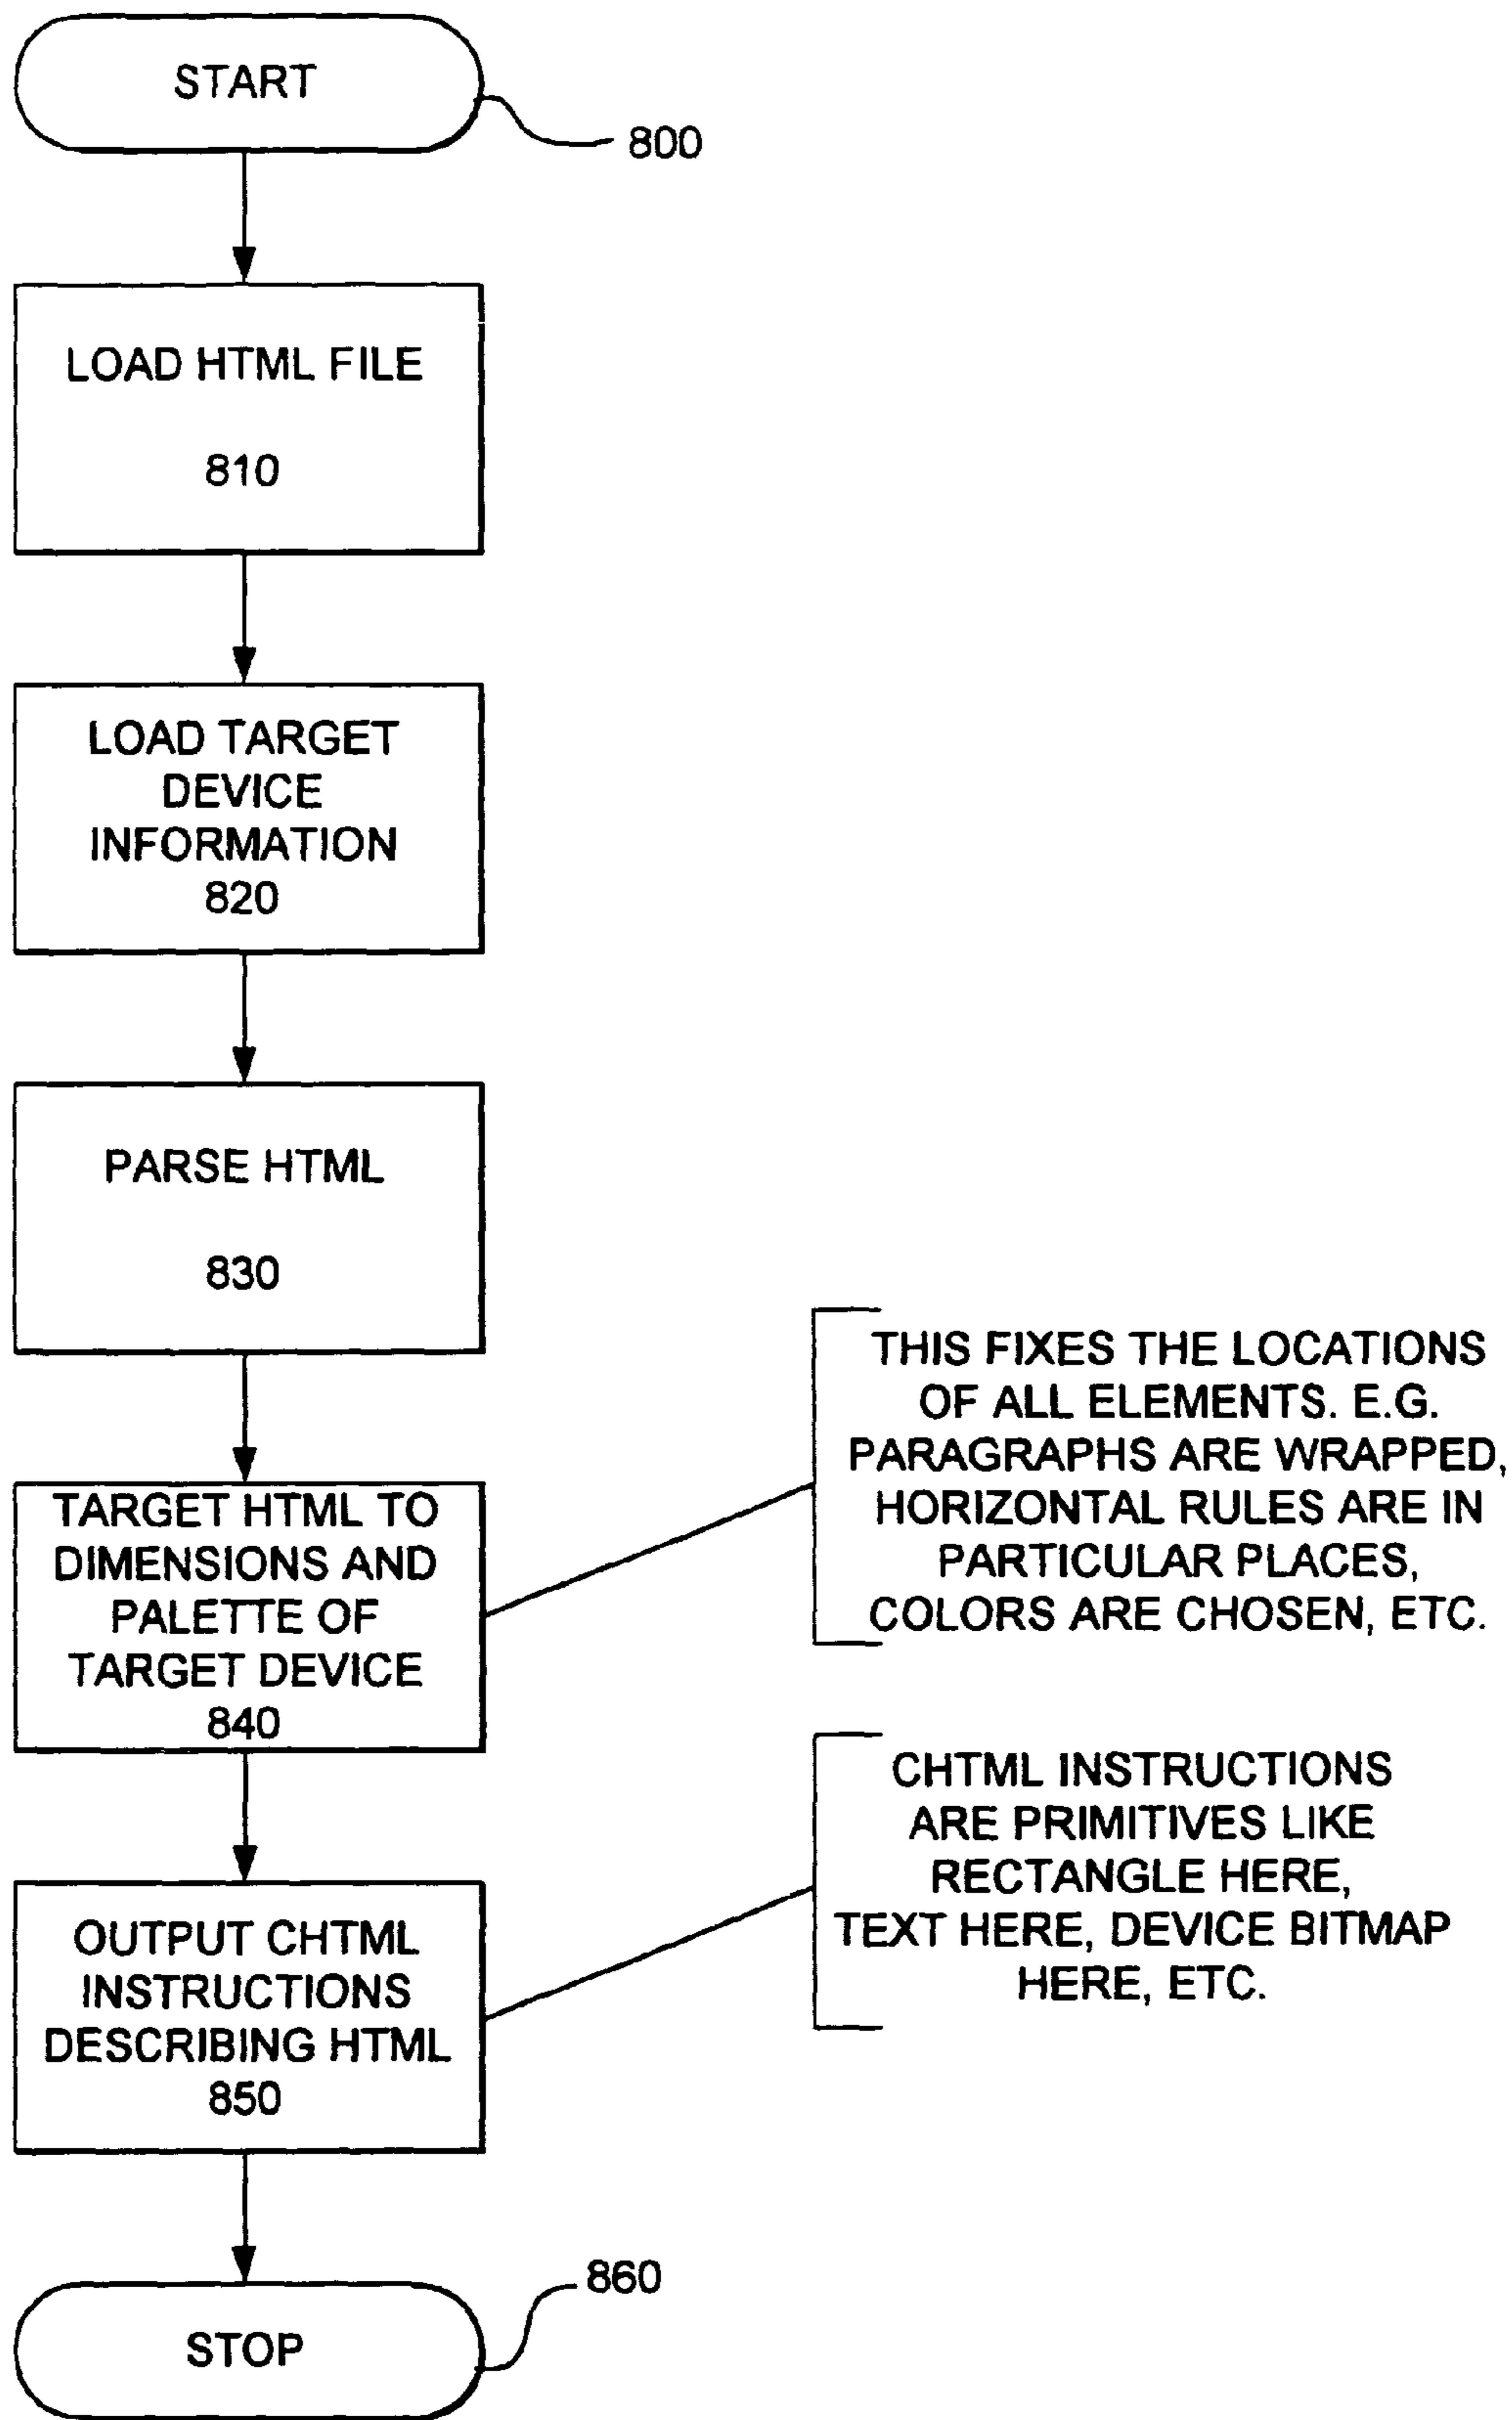 START
800
LOAD HTML FILE
810
LOAD TARGET
DEVICE
INFORMATION
820
PARSE HTML
830
TARGET HTML TO
DIMENSIONS AND
PALETTE OF
TARGET DEVICE
840
THIS FIXES THE LOCATIONS
OF ALL ELEMENTS. E.G.
PARAGRAPHS ARE WRAPPED,
HORIZONTAL RULES ARE IN
PARTICULAR PLACES,
COLORS ARE CHOSEN, ETC.
OUTPUT CHTML
INSTRUCTIONS
DESCRIBING HTML
850
CHTML INSTRUCTIONS
ARE PRIMITIVES LIKE
RECTANGLE HERE,
TEXT HERE, DEVICE BITMAP
HERE, ETC.
STOP
860